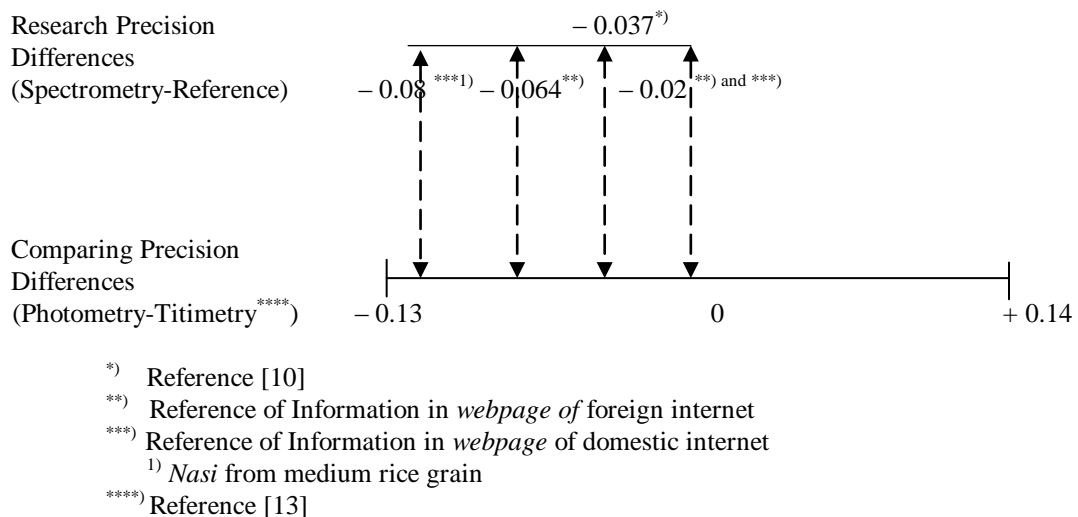 Research Precision – 0.037*)
Differences
(Spectrometry-Reference) – 0.08 ***1) – 0.064**) – 0.02 **) and ***)
Comparing Precision
Differences
(Photometry-Titimetry****) – 0.13 0 + 0.14
*) Reference [10]
**) Reference of Information in webpage of foreign internet
***) Reference of Information in webpage of domestic internet
1) Nasi from medium rice grain
****) Reference [13]